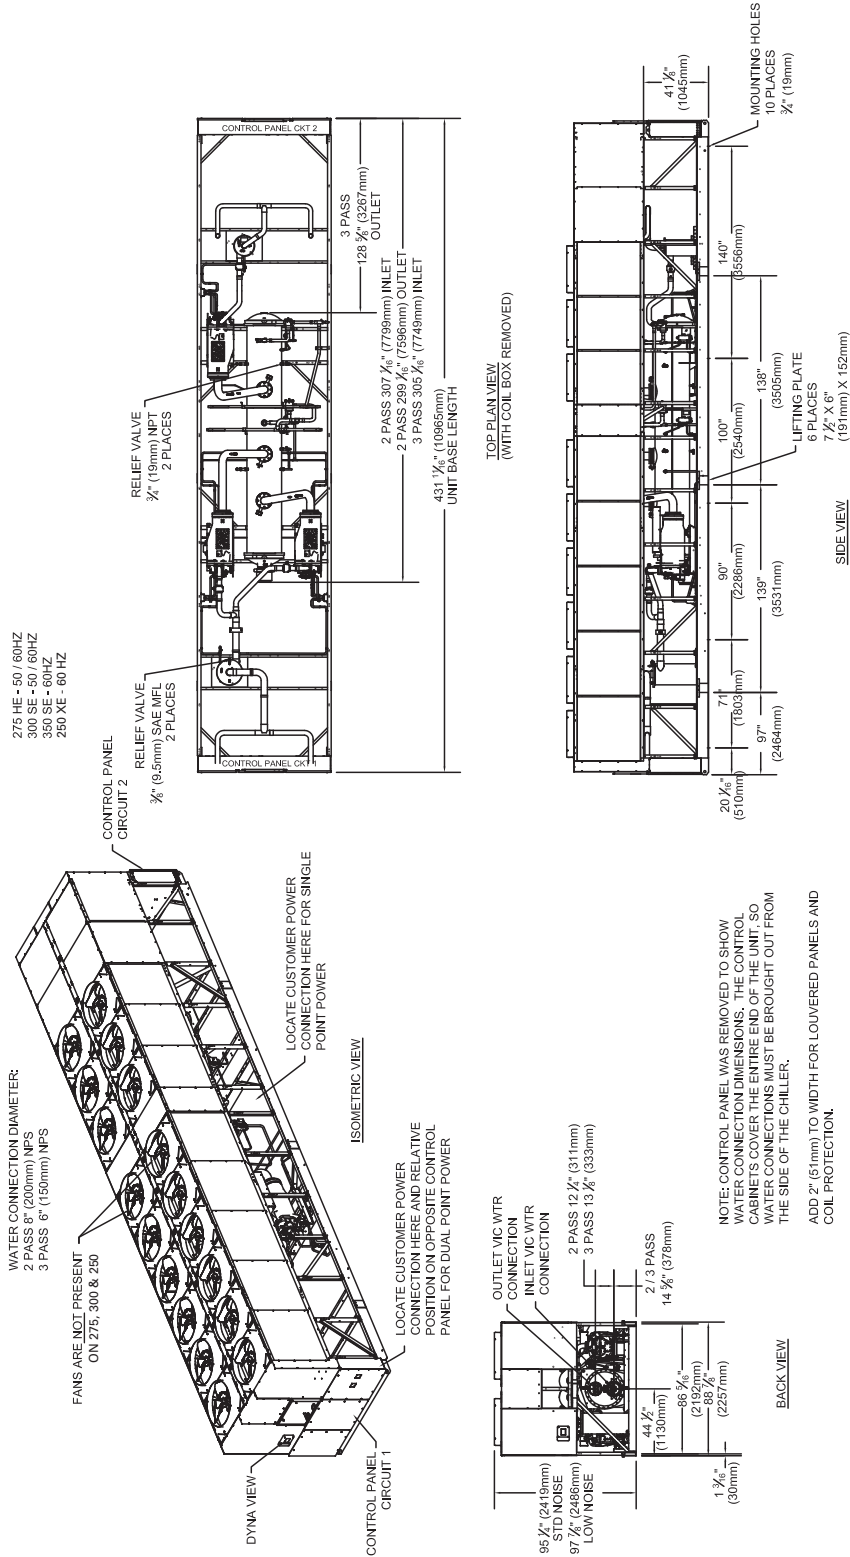 WATER CONNECTION DIAMETER:
2 PASS 8" (200mm) NPS
3 PASS 6" (150mm) NPS
FANS ARE NOT PRESENT
ON 275, 300 & 250
DYNA VIEW
CONTROL PANEL
CIRCUIT 1
LOCATE CUSTOMER POWER
CONNECTION HERE AND RELATIVE
POSITION ON OPPOSITE CONTROL
PANEL FOR DUAL POINT POWER
LOCATE CUSTOMER POWER
CONNECTION HERE FOR SINGLE
POINT POWER
CONTROL PANEL
CIRCUIT 2
ISOMETRIC VIEW
275 HE - 50 / 60HZ
300 SE - 50 / 60HZ
350 SE - 60HZ
250 XE - 60 HZ
RELIEF VALVE
3/8" (9.5mm) SAE MFL
2 PLACES
RELIEF VALVE
3/4" (19mm) NPT
2 PLACES
CONTROL PANEL CKT 1
CONTROL PANEL CKT 2
3 PASS
128 5/8" (3267mm)
OUTLET
2 PASS 307 1/16" (7799mm) INLET
2 PASS 299 1/16" (7596mm) OUTLET
3 PASS 305 1/16" (7749mm) INLET
431 11/16" (10965mm)
UNIT BASE LENGTH
TOP PLAN VIEW
(WITH COIL BOX REMOVED)
OUTLET VIC WTR
CONNECTION
INLET VIC WTR
CONNECTION
2 PASS 12 1/4" (311mm)
3 PASS 13 1/8" (333mm)
2 / 3 PASS
14 5/8" (378mm)
95 1/4" (2419mm)
STD NOISE
97 7/8" (2486mm)
LOW NOISE
44 1/2"
(1130mm)
86 5/16"
(2192mm)
88 7/8"
(2257mm)
1 3/16"
(30mm)
BACK VIEW
NOTE: CONTROL PANEL WAS REMOVED TO SHOW
WATER CONNECTION DIMENSIONS. THE CONTROL
CABINETS COVER THE ENTIRE END OF THE UNIT, SO
WATER CONNECTIONS MUST BE BROUGHT OUT FROM
THE SIDE OF THE CHILLER.
ADD 2" (51mm) TO WIDTH FOR LOUVERED PANELS AND
COIL PROTECTION.
20 1/16"
(510mm)
71"
(1803mm)
90"
(2286mm)
100"
(2540mm)
140"
(3556mm)
97"
(2464mm)
139"
(3531mm)
138"
(3505mm)
41 1/8"
(1045mm)
MOUNTING HOLES
10 PLACES
3/4" (19mm)
LIFTING PLATE
6 PLACES
7 1/2" X 6"
(191mm) X 152mm)
SIDE VIEW